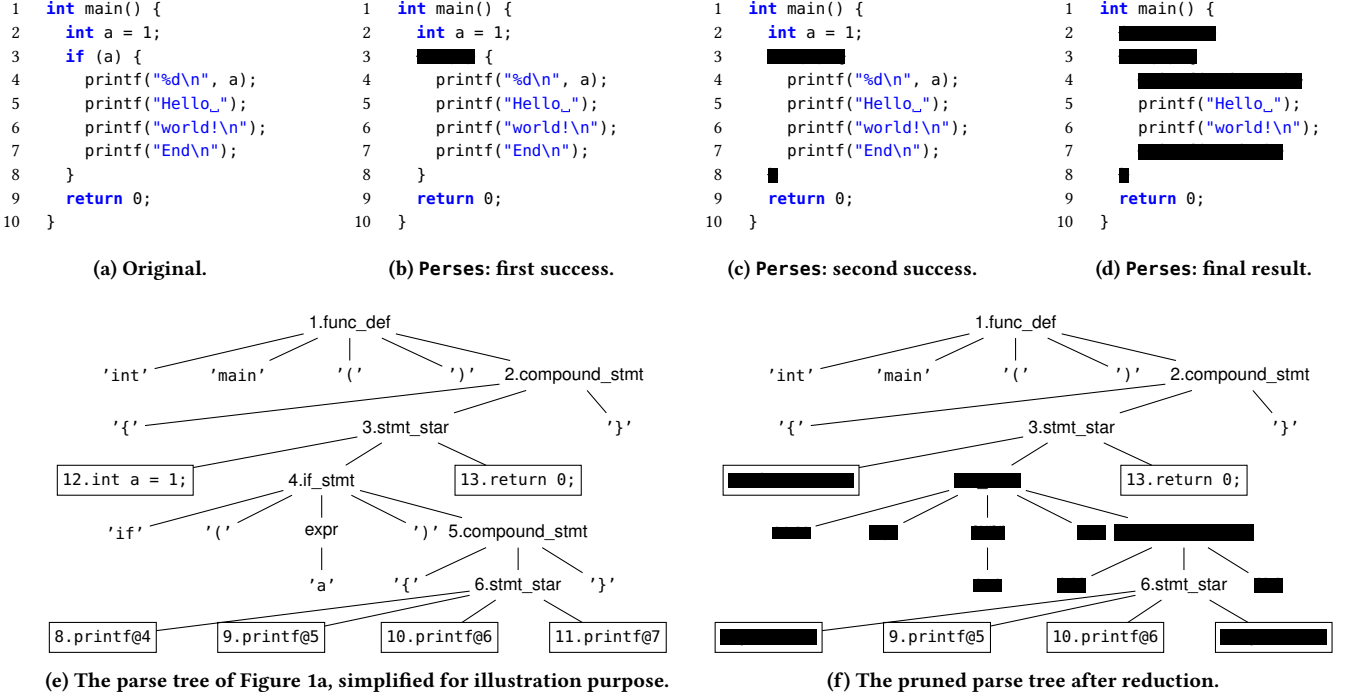 1 int main() {
2 int a = 1;
3 if (a) {
4 printf("%d\n", a);
5 printf("Hello␣");
6 printf("world!\n");
7 printf("End\n");
8 }
9 return 0;
10 }
(a) Original.
1 int main() {
2 int a = 1;
3 {
4 printf("%d\n", a);
5 printf("Hello␣");
6 printf("world!\n");
7 printf("End\n");
8 }
9 return 0;
10 }
(b) Perses: first success.
1 int main() {
2 int a = 1;
3
4 printf("%d\n", a);
5 printf("Hello␣");
6 printf("world!\n");
7 printf("End\n");
8
9 return 0;
10 }
(c) Perses: second success.
1 int main() {
2
3
4
5 printf("Hello␣");
6 printf("world!\n");
7
8
9 return 0;
10 }
(d) Perses: final result.
1.func_def
'int' 'main' '(' ')' 2.compound_stmt
'{' 3.stmt_star '}'
12.int a = 1; 4.if_stmt 13.return 0;
'if' '(' expr ')' 5.compound_stmt
'a' '{' 6.stmt_star '}'
8.printf@4 9.printf@5 10.printf@6 11.printf@7
(e) The parse tree of Figure 1a, simplified for illustration purpose.
1.func_def
'int' 'main' '(' ')' 2.compound_stmt
'{' 3.stmt_star '}'
13.return 0;
6.stmt_star
9.printf@5 10.printf@6
(f) The pruned parse tree after reduction.